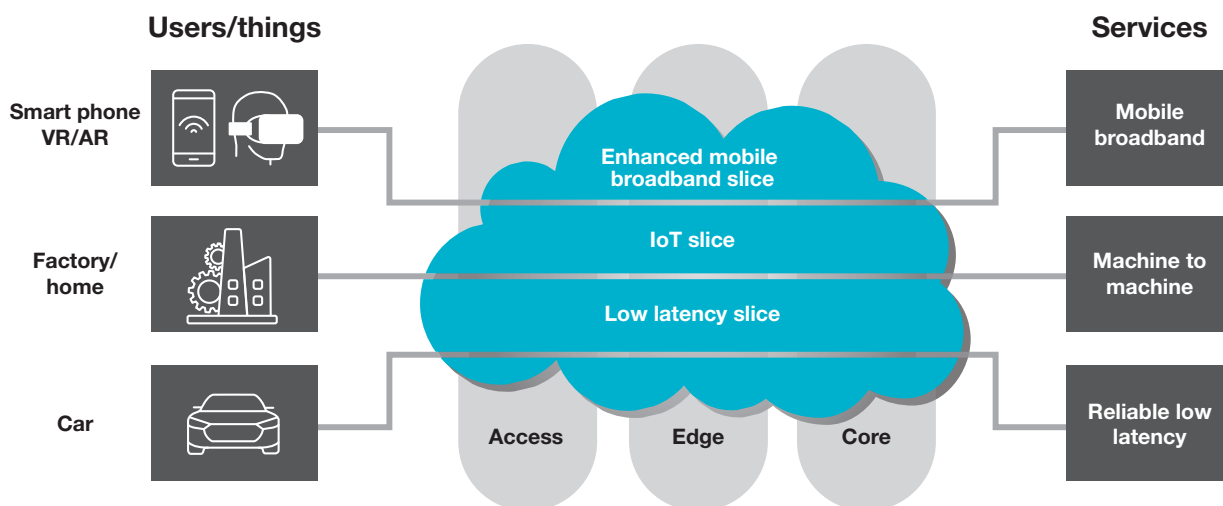 Users/things
Services
Smart phone
VR/AR
Enhanced mobile
broadband slice
Mobile
broadband
IoT slice
Factory/
home
Machine to
machine
Low latency slice
Car
Access
Edge
Core
Reliable low
latency